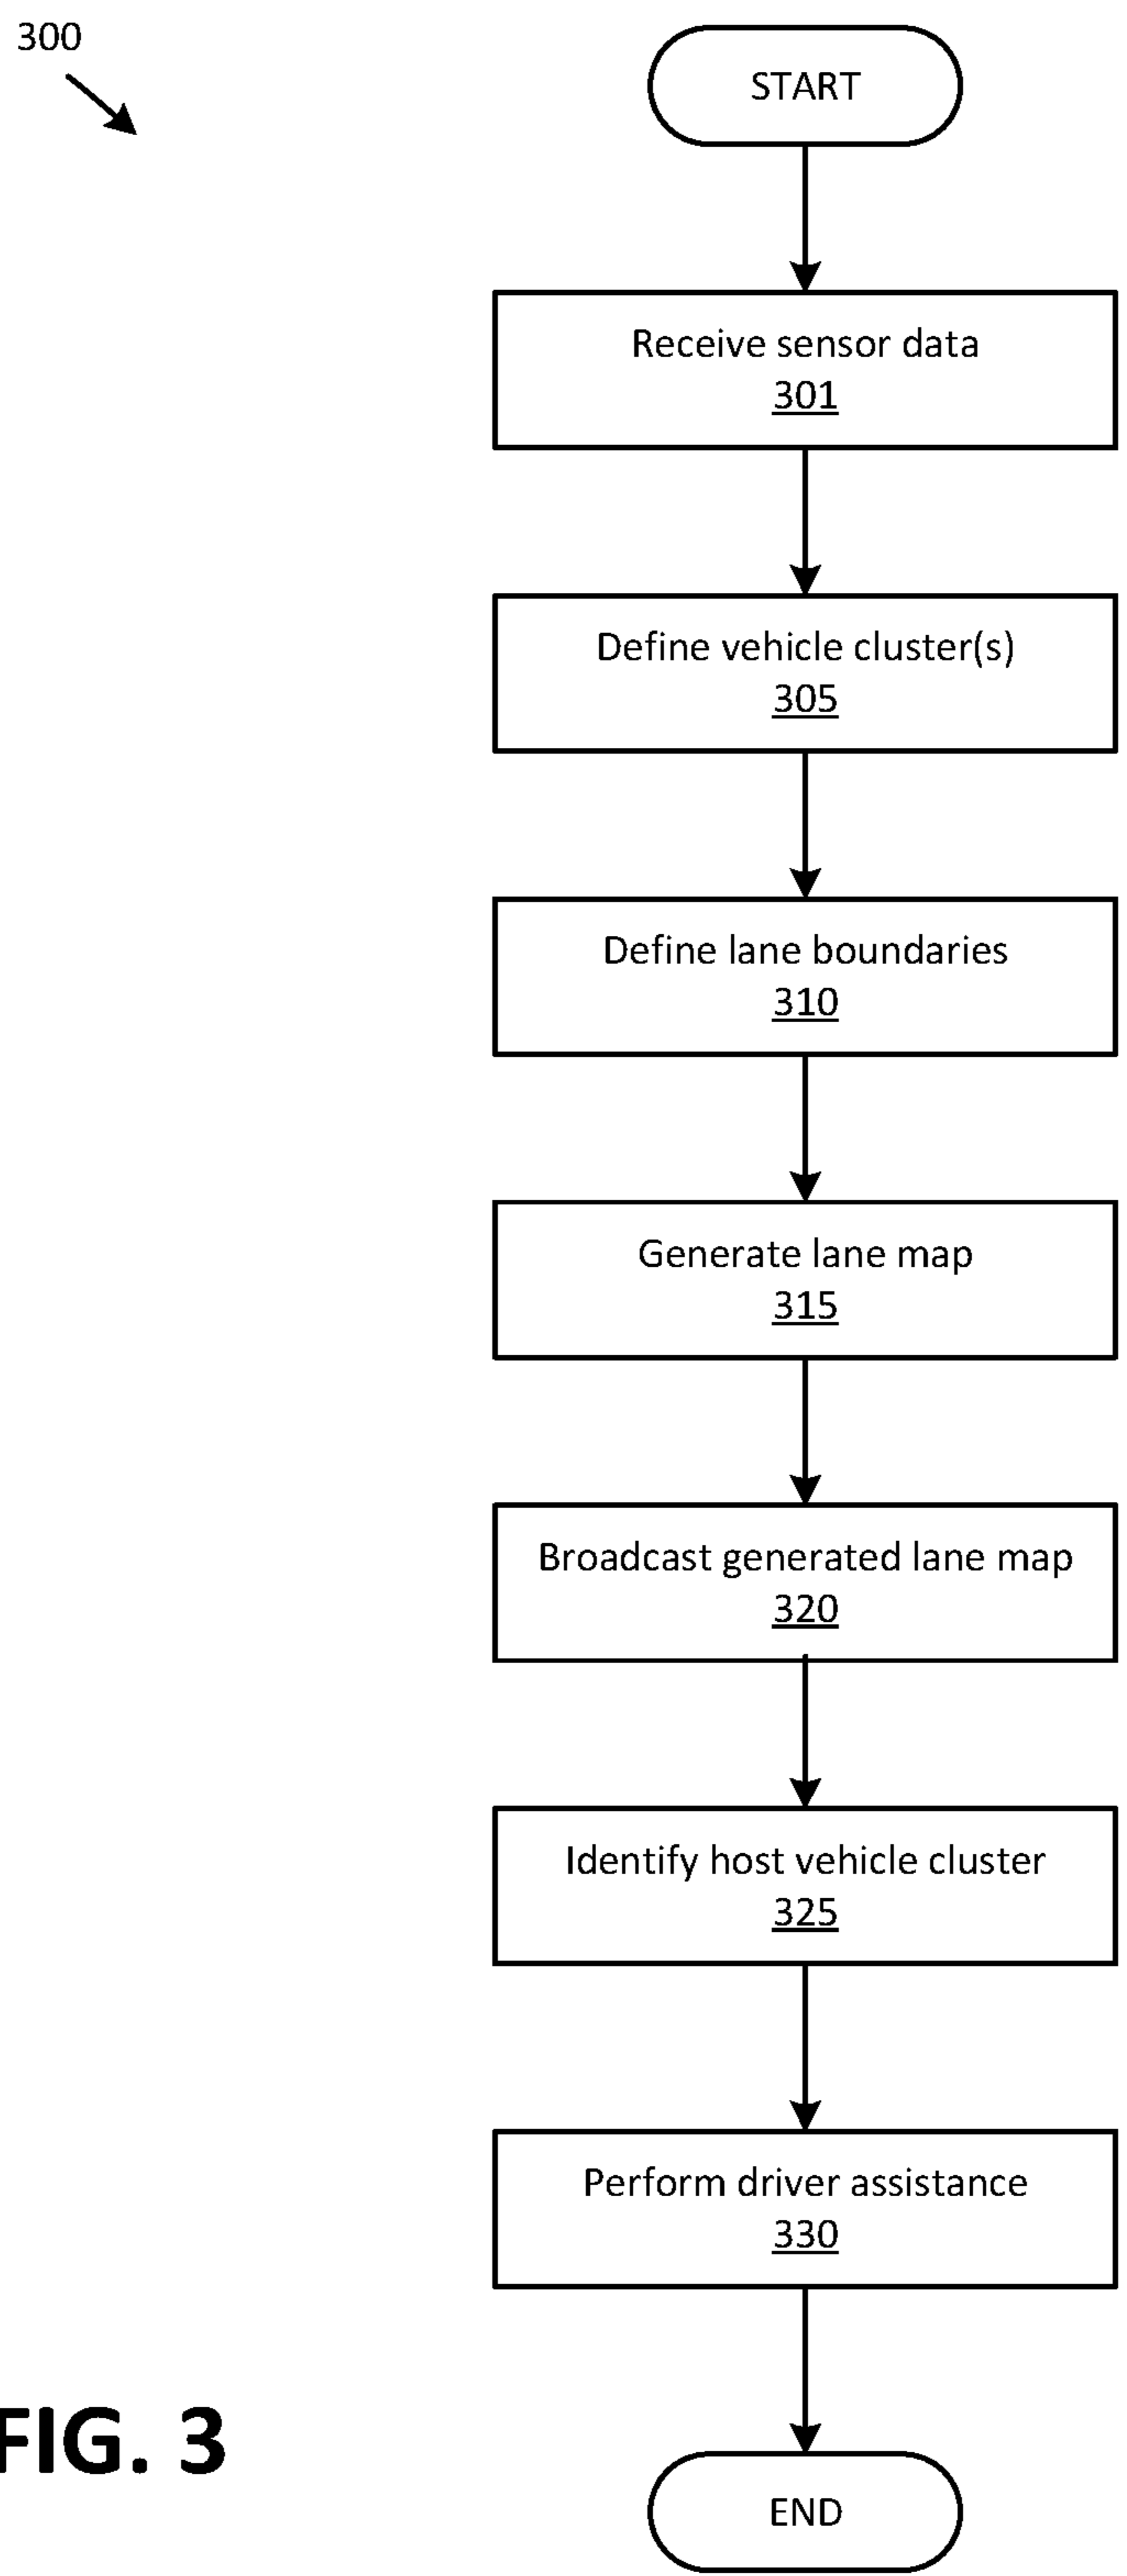 300
START
Receive sensor data
301
Define vehicle cluster(s)
305
Define lane boundaries
310
Generate lane map
315
Broadcast generated lane map
320
Identify host vehicle cluster
325
Perform driver assistance
330
END
FIG. 3